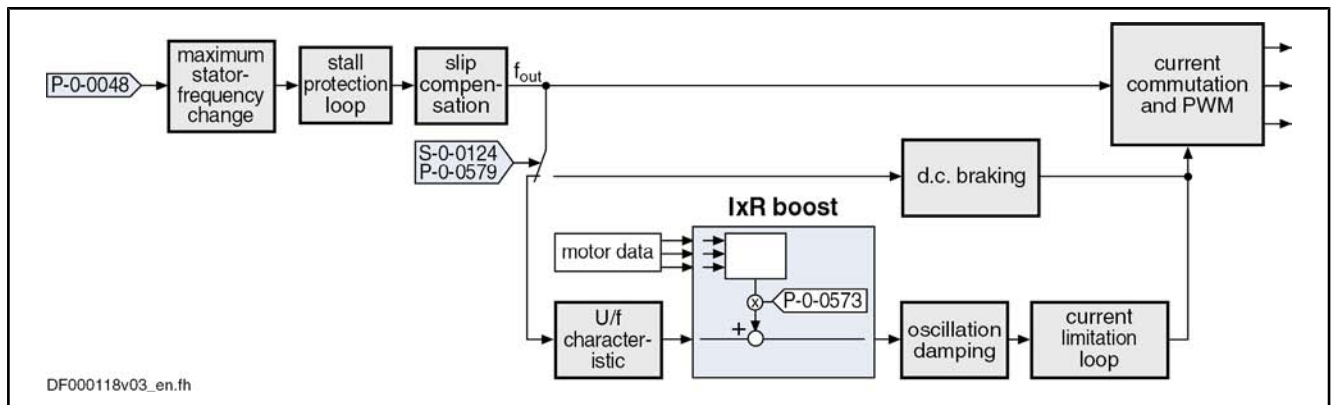 P-0-0048
maximum
stator-
frequency
change
stall
protection
loop
slip
compen-
sation
fout
current
commutation
and PWM
S-0-0124
P-0-0579
d.c. braking
IxR boost
motor data
x
P-0-0573
+
U/f
character-
istic
oscillation
damping
current
limitation
loop
DF000118v03_en.fh